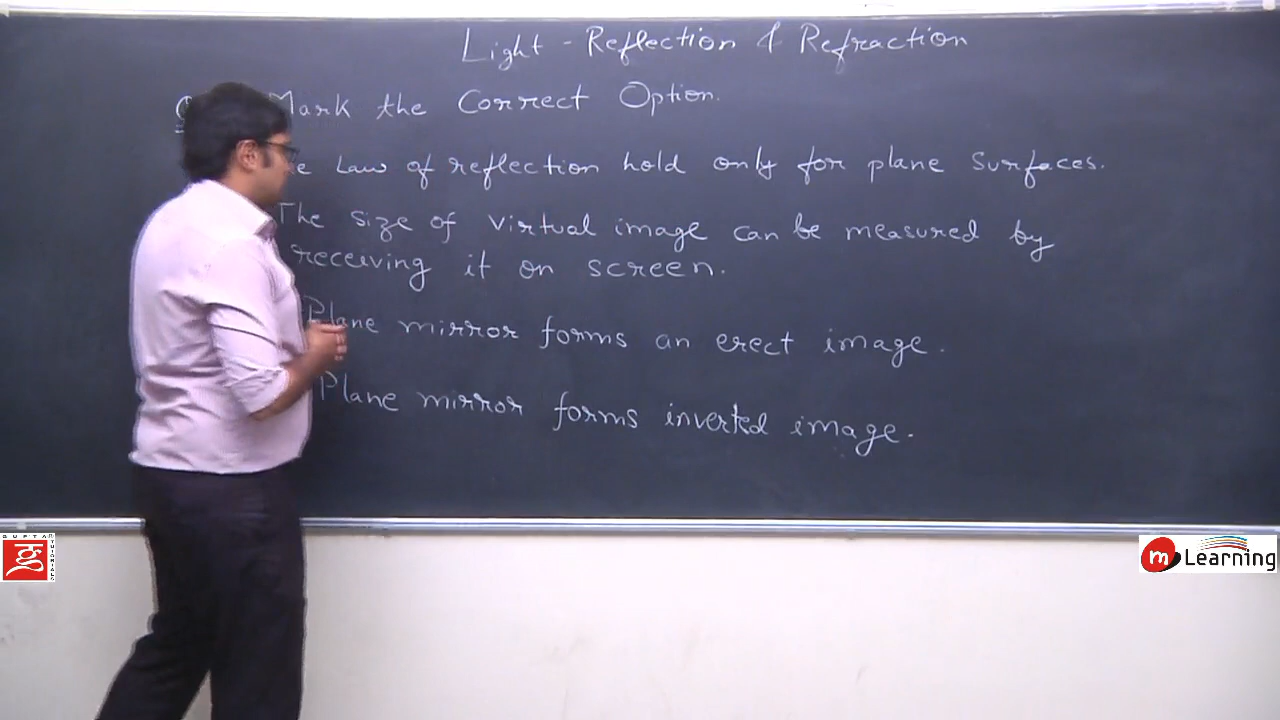 Light - Reflection & Refraction
Q Mark the Correct Option.
Law of reflection hold only for plane surfaces.
The size of virtual image can be measured by
receiving it on screen.
Plane mirror forms an erect image.
Plane mirror forms inverted image.
GUPTA
TUTORIALS
m Learning